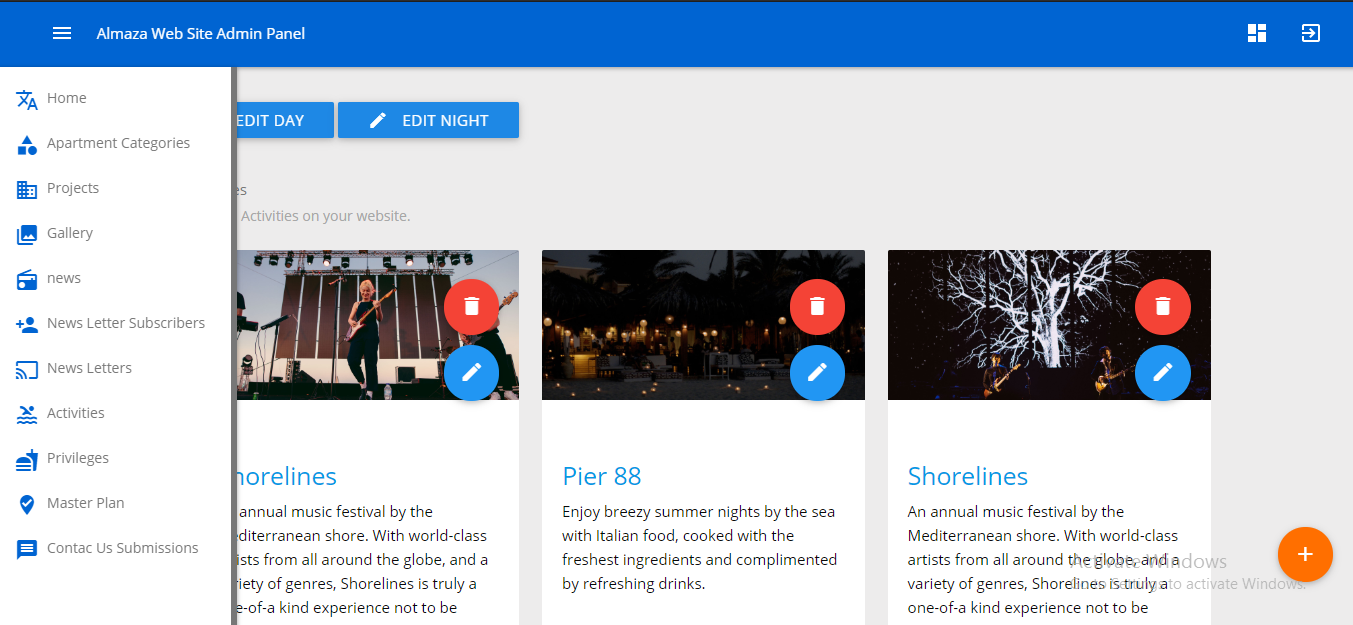 Almaza Web Site Admin Panel
Home
Apartment Categories
Projects
Gallery
news
News Letter Subscribers
News Letters
Activities
Privileges
Master Plan
Contac Us Submissions
EDIT DAY
EDIT NIGHT
es
Activities on your website.
horelines
annual music festival by the
editerranean shore. With world-class
ists from all around the globe, and a
riety of genres, Shorelines is truly a
e-of-a kind experience not to be
Pier 88
Enjoy breezy summer nights by the sea
with Italian food, cooked with the
freshest ingredients and complimented
by refreshing drinks.
Shorelines
An annual music festival by the
Mediterranean shore. With world-class
artists from all around the globe, and a
variety of genres, Shorelines is truly a
one-of-a kind experience not to be
Activate Windows
Go to Settings to activate Windows.